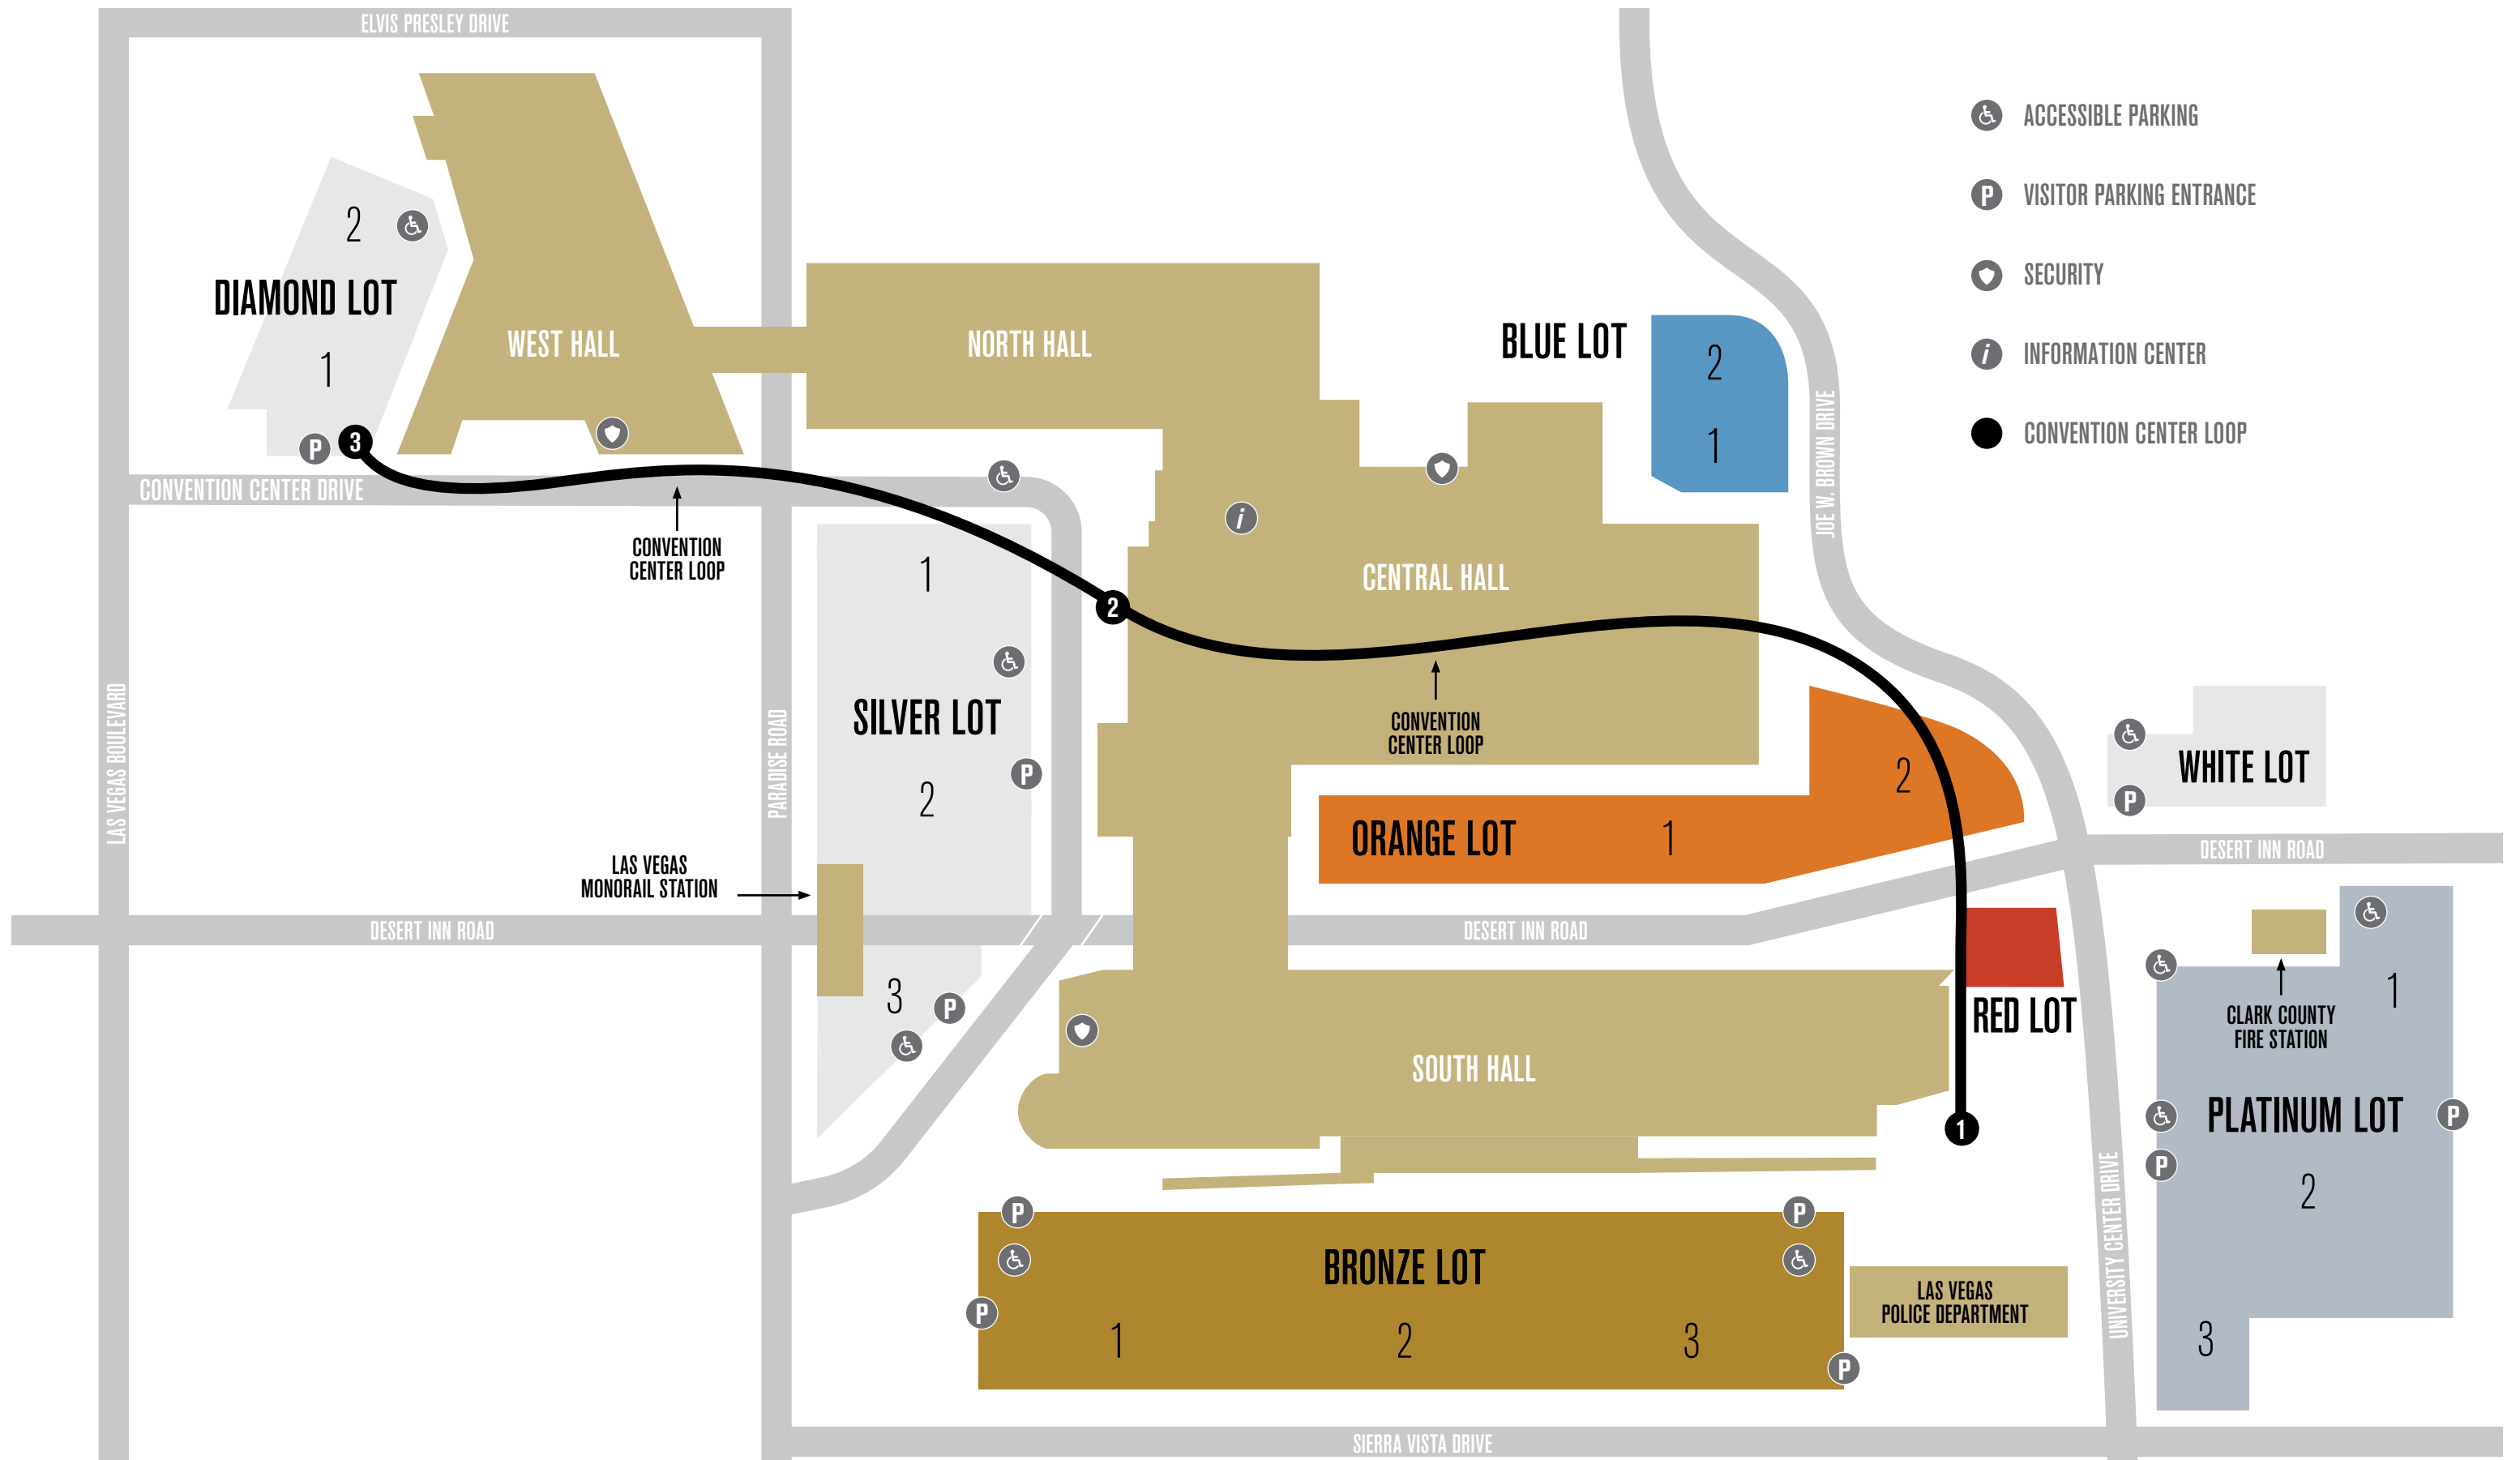 ELVIS PRESLEY DRIVE
ACCESSIBLE PARKING
P VISITOR PARKING ENTRANCE
SECURITY
i INFORMATION CENTER
CONVENTION CENTER LOOP
2
DIAMOND LOT
1
P
3
WEST HALL
NORTH HALL
BLUE LOT
2
1
JOE W. BROWN DRIVE
CONVENTION CENTER DRIVE
CONVENTION
CENTER LOOP
i
CENTRAL HALL
2
1
SILVER LOT
2
P
LAS VEGAS BOULEVARD
PARADISE ROAD
CONVENTION
CENTER LOOP
2
ORANGE LOT
1
WHITE LOT
P
DESERT INN ROAD
LAS VEGAS
MONORAIL STATION
DESERT INN ROAD
DESERT INN ROAD
3
P
RED LOT
SOUTH HALL
1
1
CLARK COUNTY
FIRE STATION
PLATINUM LOT
P
P
2
3
UNIVERSITY CENTER DRIVE
P
P
BRONZE LOT
P
1
2
3
P
LAS VEGAS
POLICE DEPARTMENT
SIERRA VISTA DRIVE